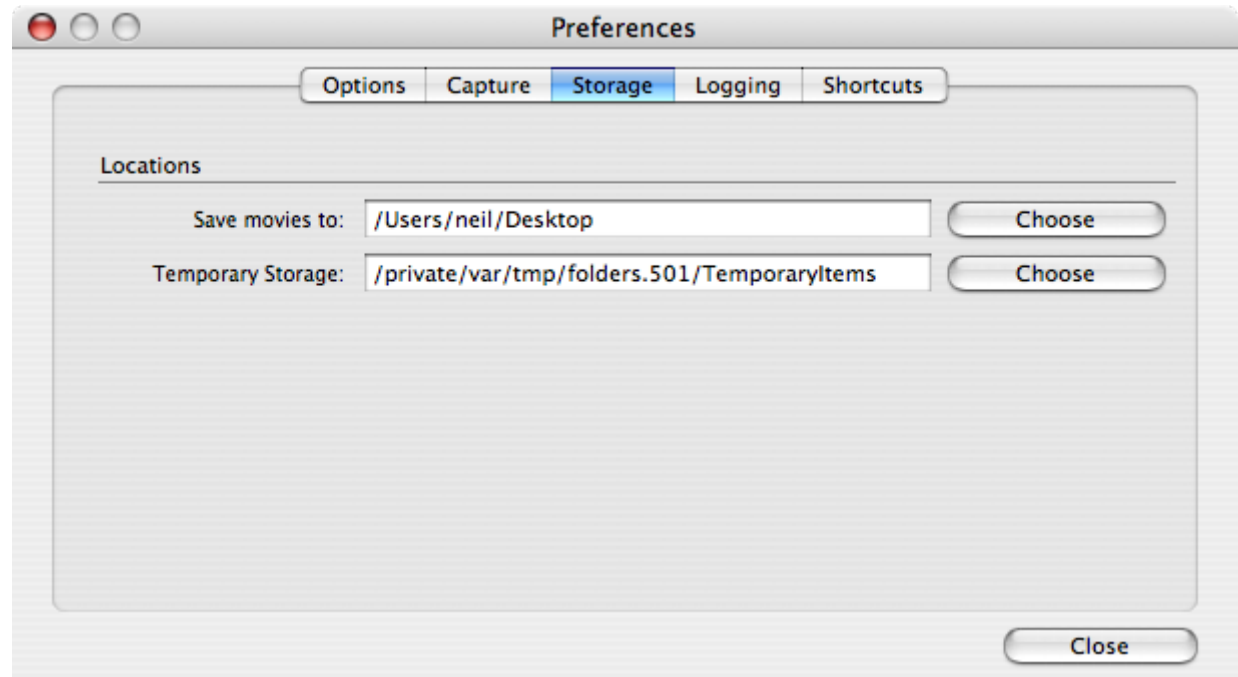 Preferences
Options Capture Storage Logging Shortcuts
Locations
Save movies to: /Users/neil/Desktop Choose
Temporary Storage: /private/var/tmp/folders.501/TemporaryItems Choose
Close